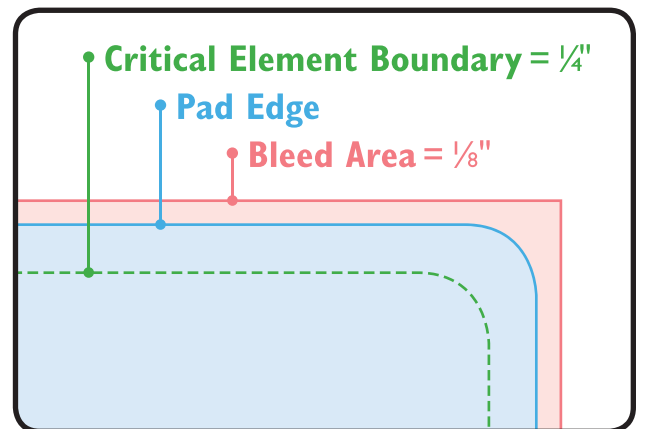 Critical Element Boundary = ¼"
Pad Edge
Bleed Area = ⅛"